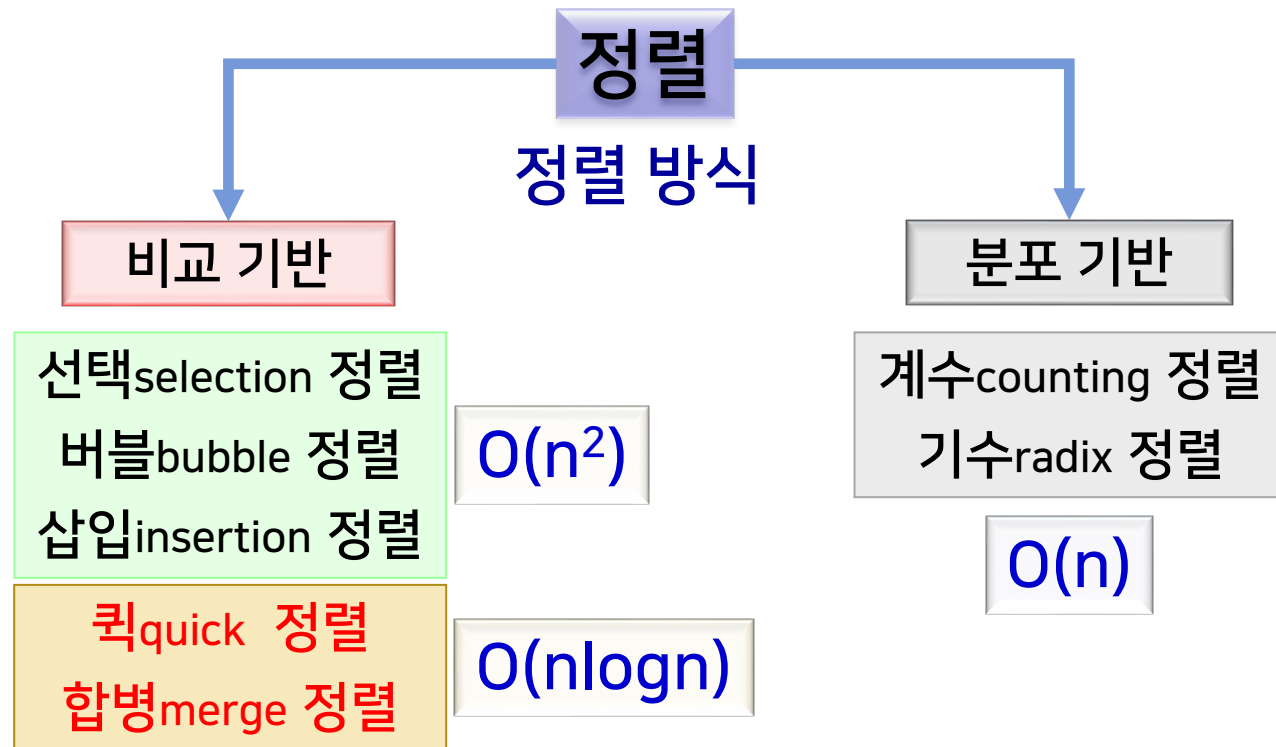 정렬
정렬 방식
비교 기반
선택selection 정렬
버블bubble 정렬
삽입insertion 정렬
O(n²)
퀵quick 정렬
합병merge 정렬
O(nlogn)
분포 기반
계수counting 정렬
기수radix 정렬
O(n)